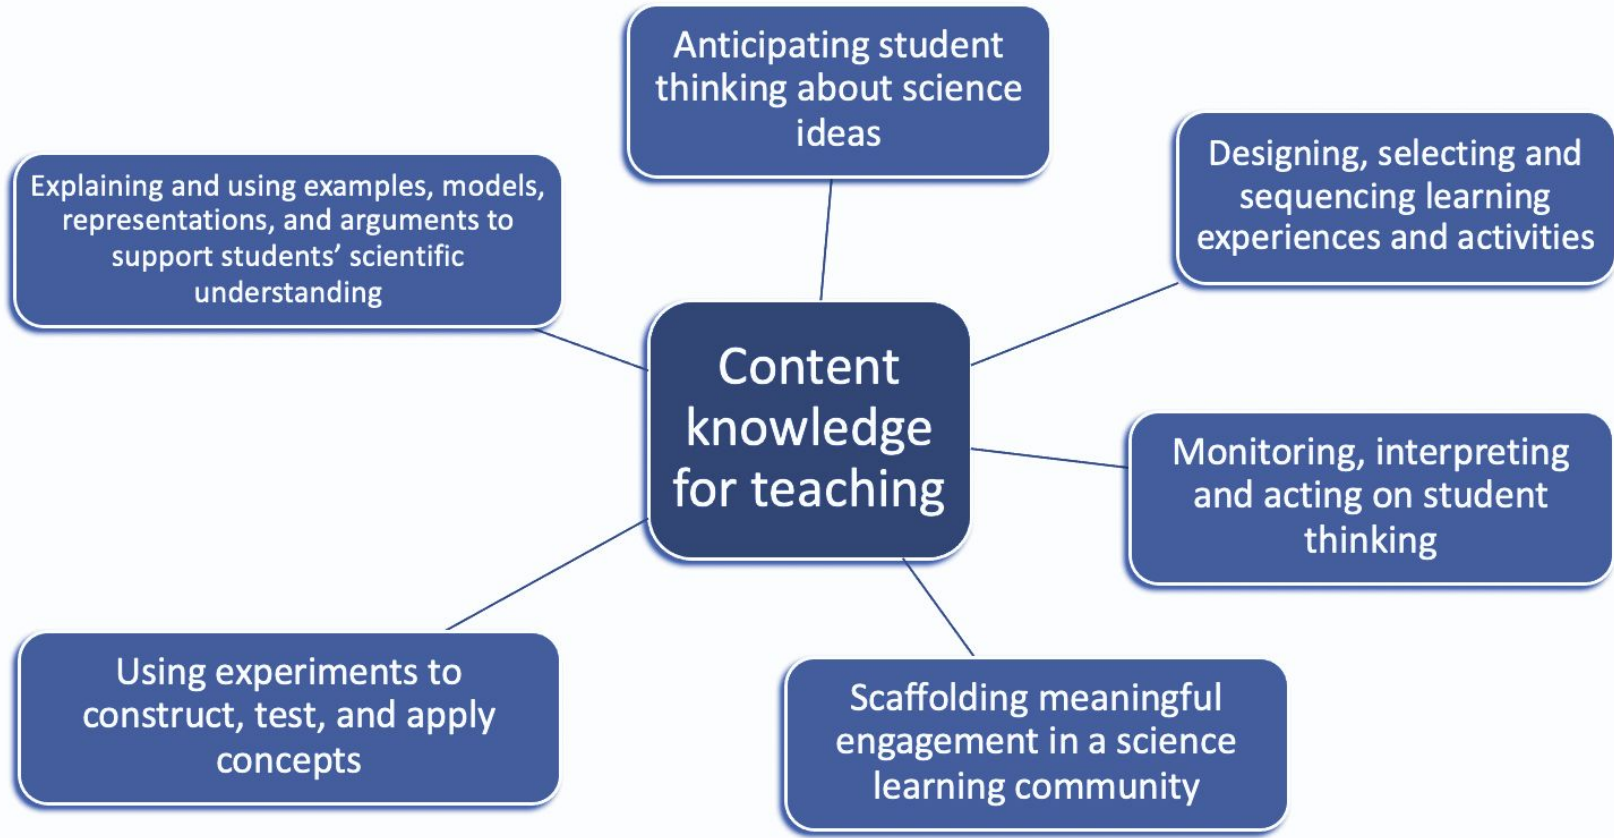 Anticipating student
thinking about science
ideas
Designing, selecting and
sequencing learning
experiences and activities
Monitoring, interpreting
and acting on student
thinking
Scaffolding meaningful
engagement in a science
learning community
Using experiments to
construct, test, and apply
concepts
Explaining and using examples, models,
representations, and arguments to
support students’ scientific
understanding
Content
knowledge
for teaching